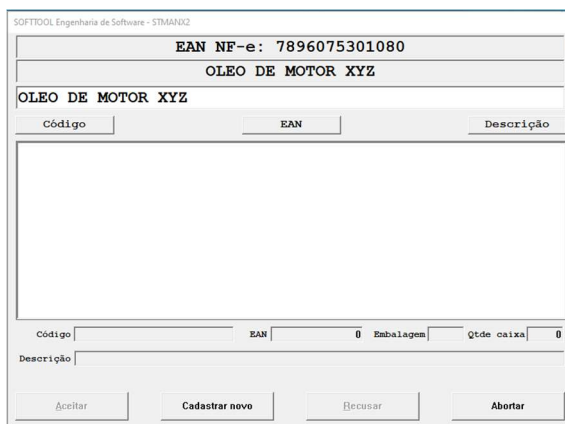 SOFTTOOL Engenharia de Software - STMANX2
EAN NF-e: 7896075301080
OLEO DE MOTOR XYZ
OLEO DE MOTOR XYZ
Código EAN Descrição
Código EAN 0 Embalagem Qtde caixa 0
Descrição
Aceitar Cadastrar novo Recusar Abortar